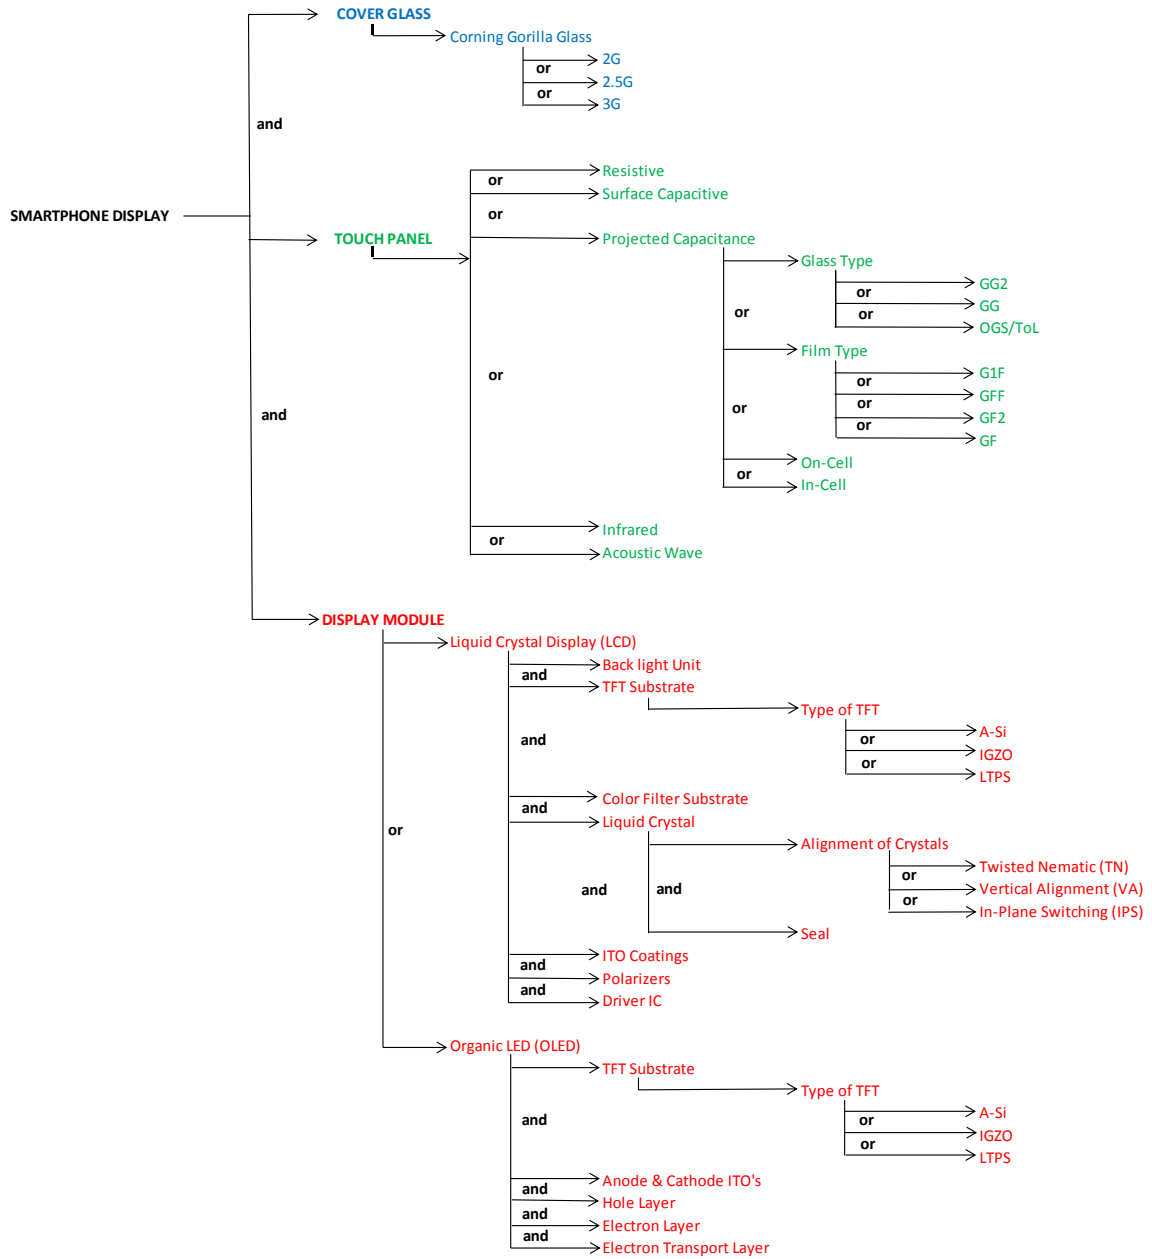 COVER GLASS
Corning Gorilla Glass
2G
or
2.5G
or
3G
and
Resistive
or
Surface Capacitive
or
SMARTPHONE DISPLAY
TOUCH PANEL
Projected Capacitance
Glass Type
GG2
or
GG
or
or
OGS/ToL
Film Type
G1F
or
or
GFF
or
or
and
GF2
or
GF
On-Cell
or
In-Cell
Infrared
or
Acoustic Wave
DISPLAY MODULE
Liquid Crystal Display (LCD)
Back light Unit
and
TFT Substrate
Type of TFT
A-Si
and
or
IGZO
or
LTPS
Color Filter Substrate
and
Liquid Crystal
or
Alignment of Crystals
Twisted Nematic (TN)
or
and
and
Vertical Alignment (VA)
or
In-Plane Switching (IPS)
Seal
ITO Coatings
and
Polarizers
and
Driver IC
Organic LED (OLED)
TFT Substrate
Type of TFT
A-Si
and
or
IGZO
or
LTPS
Anode & Cathode ITO's
and
Hole Layer
and
Electron Layer
and
Electron Transport Layer